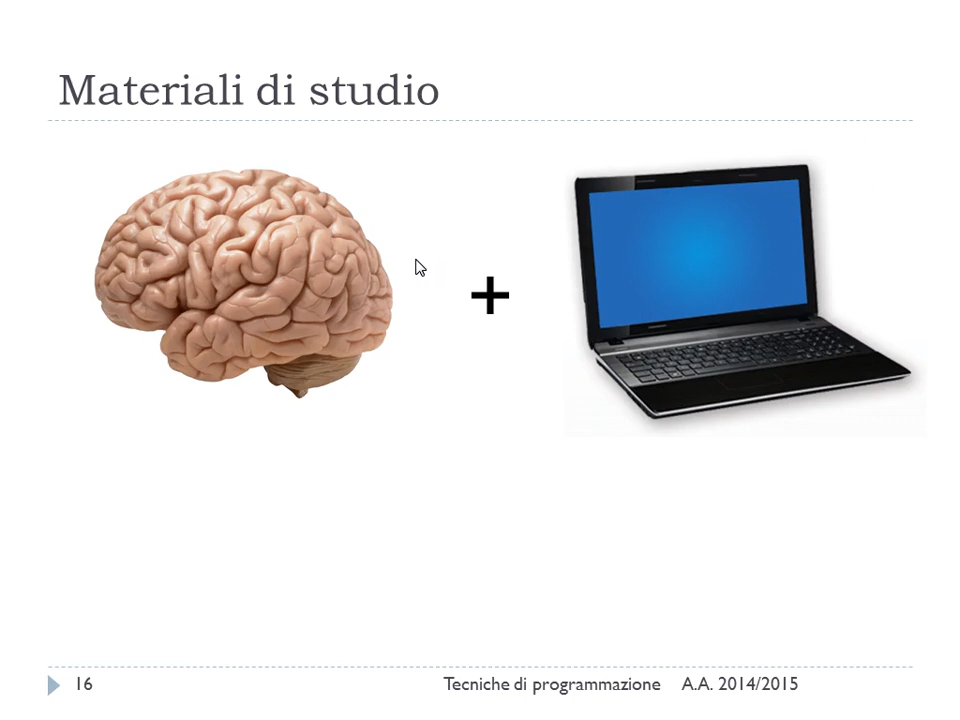 Materiali di studio
+
16
Tecniche di programmazione A.A. 2014/2015